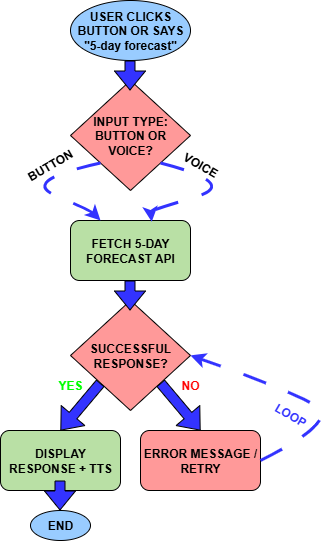 USER CLICKS
BUTTON OR SAYS
"5-day forecast"
INPUT TYPE:
BUTTON OR
VOICE?
BUTTON
VOICE
FETCH 5-DAY
FORECAST API
SUCCESSFUL
RESPONSE?
YES
NO
LOOP
DISPLAY
RESPONSE + TTS
ERROR MESSAGE /
RETRY
END